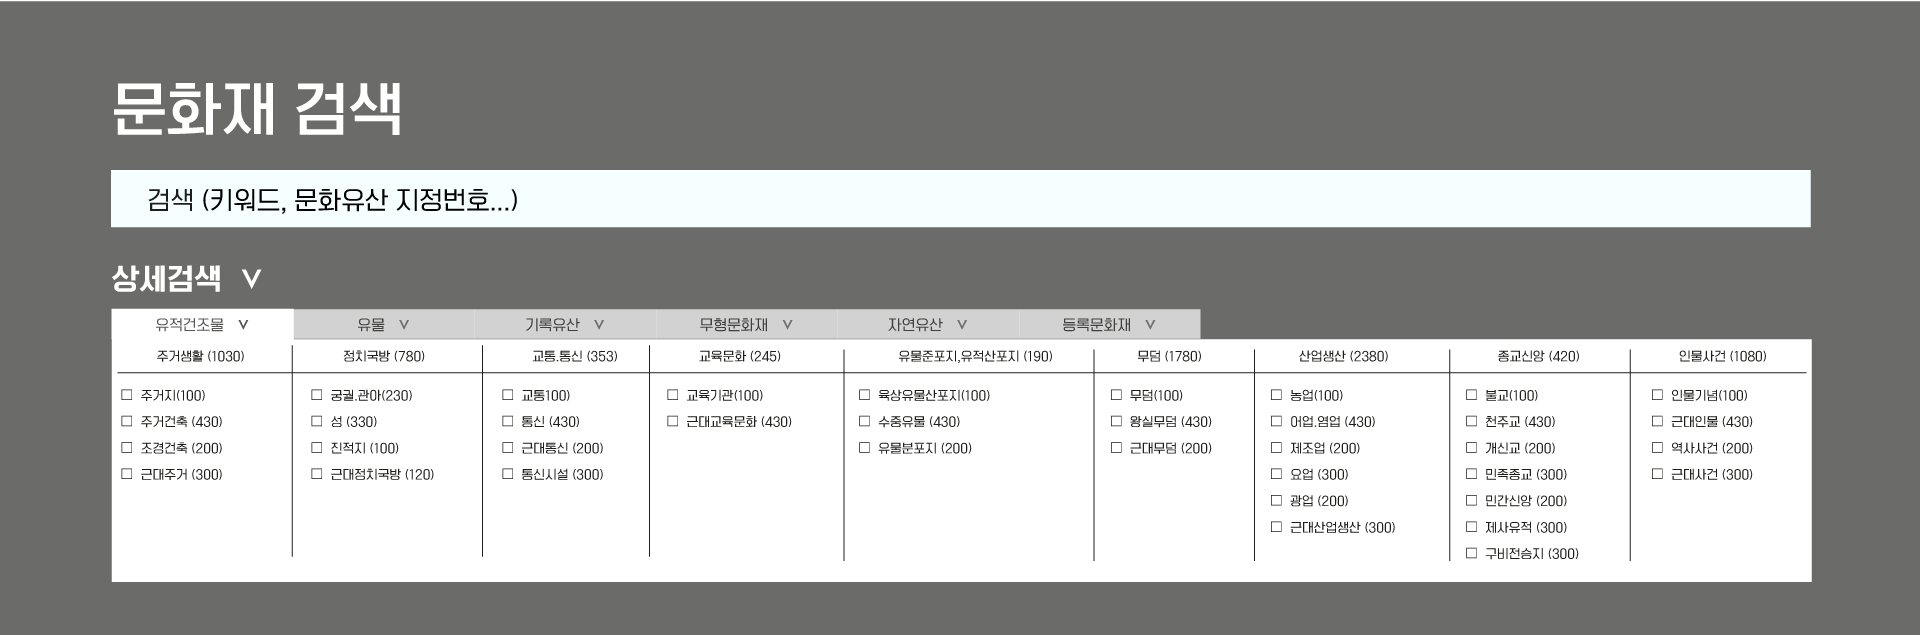 문화재 검색
검색 (키워드, 문화유산 지정번호...)
상세검색 ∨
유적건조물 ∨ 유물 ∨ 기록유산 ∨ 무형문화재 ∨ 자연유산 ∨ 등록문화재 ∨
주거생활 (1030) 정치국방 (780) 교통.통신 (353) 교육문화 (245) 유물준포지,유적산포지 (190) 무덤 (1780) 산업생산 (2380) 종교신앙 (420) 인물사건 (1080)
□ 주거지(100) □ 궁궐.관아(230) □ 교통100) □ 교육기관(100) □ 육상유물산포지(100) □ 무덤(100) □ 농업(100) □ 불교(100) □ 인물기념(100)
□ 주거건축 (430) □ 성 (330) □ 통신 (430) □ 근대교육문화 (430) □ 수중유물 (430) □ 왕실무덤 (430) □ 어업.염업 (430) □ 천주교 (430) □ 근대인물 (430)
□ 조경건축 (200) □ 진적지 (100) □ 근대통신 (200) □ 유물분포지 (200) □ 근대무덤 (200) □ 제조업 (200) □ 개신교 (200) □ 역사사건 (200)
□ 근대주거 (300) □ 근대정치국방 (120) □ 통신시설 (300) □ 요업 (300) □ 민족종교 (300) □ 근대사건 (300)
□ 광업 (200) □ 민간신앙 (200)
□ 근대산업생산 (300) □ 제사유적 (300)
□ 구비전승지 (300)